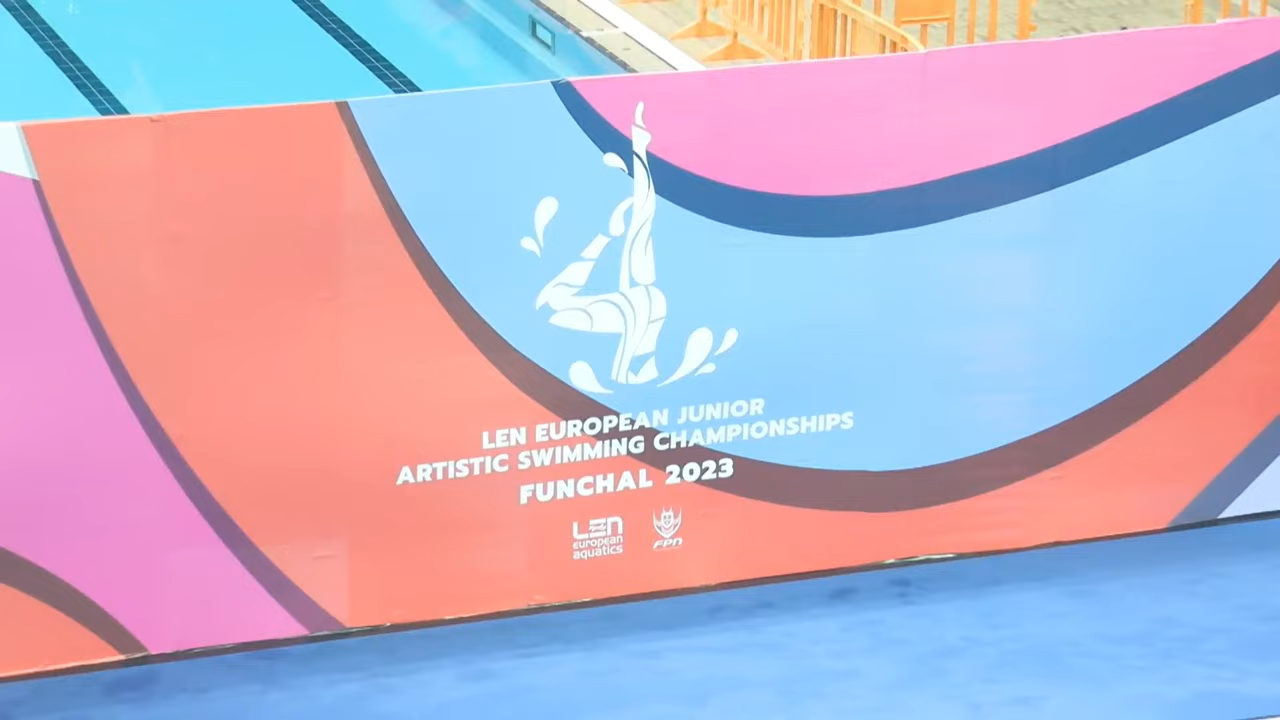 LEN EUROPEAN JUNIOR
ARTISTIC SWIMMING CHAMPIONSHIPS
FUNCHAL 2023
LEN
european
aquatics
FPN